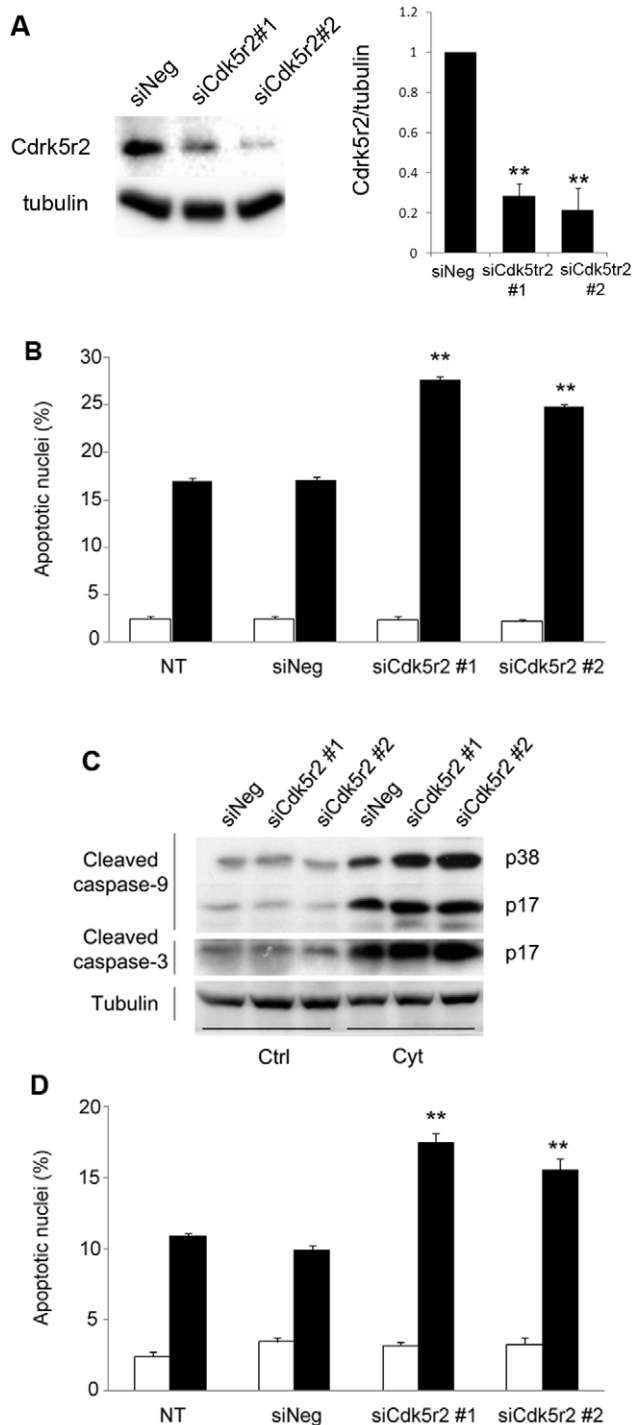 A
siNeg
siCdk5r2#1
siCdk5r2#2
Cdrk5r2
tubulin
Cdrk5r2/tubulin
1.2
1
0.8
0.6
0.4
0.2
0
**
**
siNeg
siCdk5tr2
#1
siCdk5tr2
#2
B
Apoptotic nuclei (%)
30
25
20
15
10
5
0
**
**
NT
siNeg
siCdk5r2 #1
siCdk5r2 #2
C
siNeg
siCdk5r2 #1
siCdk5r2 #2
siNeg
siCdk5r2 #1
siCdk5r2 #2
Cleaved
caspase-9
p38
p17
Cleaved
caspase-3
p17
Tubulin
Ctrl
Cyt
D
Apoptotic nuclei (%)
20
15
10
5
0
**
**
NT
siNeg
siCdk5r2 #1
siCdk5r2 #2